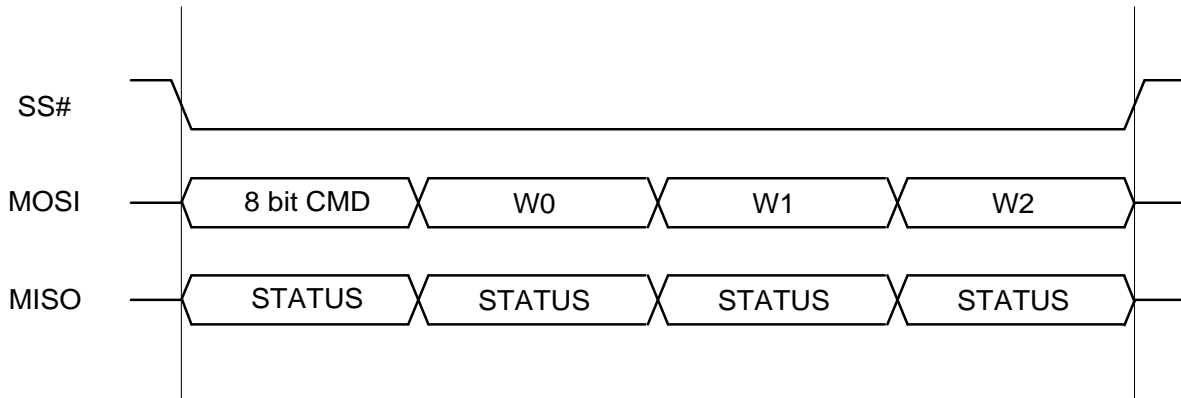 SS#
MOSI 8 bit CMD W0 W1 W2
MISO STATUS STATUS STATUS STATUS